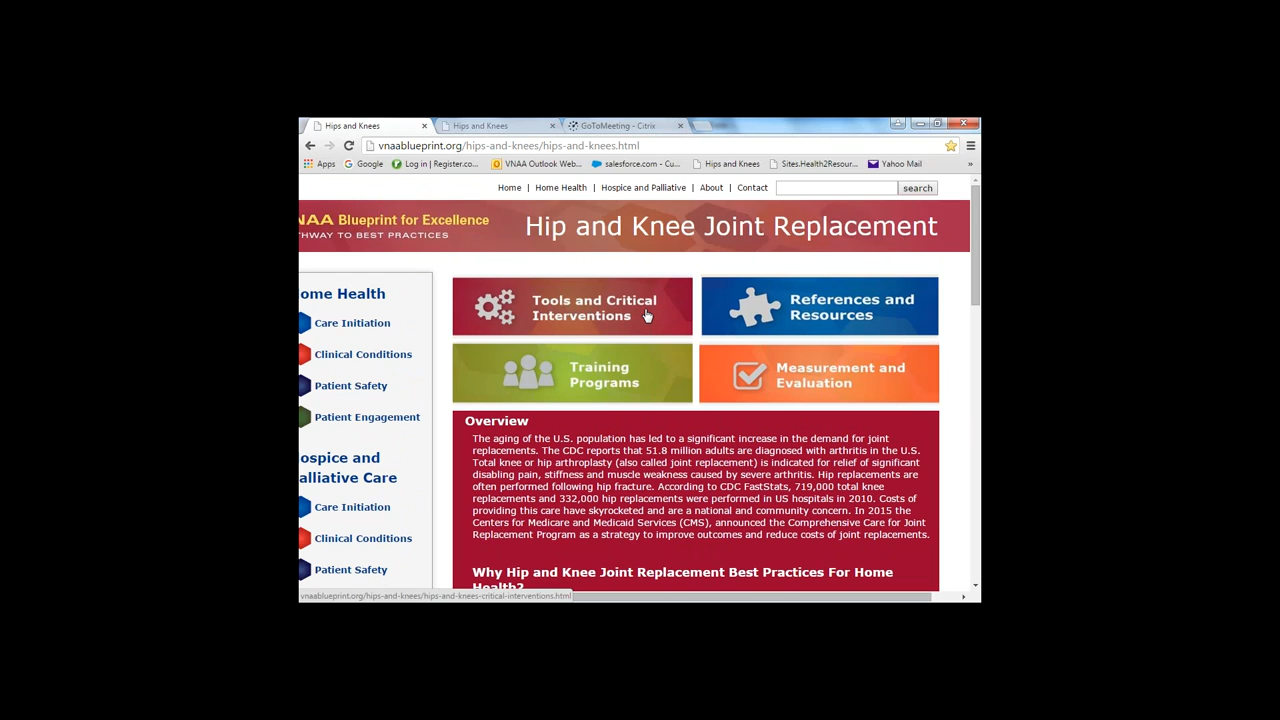 Hips and Knees
Hips and Knees
GoToMeeting - Citrix
vnaablueprint.org/hips-and-knees/hips-and-knees.html
Apps Google Log in | Register.co... VNAA Outlook Web... salesforce.com - Cu... Hips and Knees Sites.Health2Resour... Yahoo Mail »
Home | Home Health | Hospice and Palliative | About | Contact search
NAA Blueprint for Excellence
THWAY TO BEST PRACTICES
Hip and Knee Joint Replacement
ome Health
Care Initiation
Clinical Conditions
Patient Safety
Patient Engagement
ospice and
alliative Care
Care Initiation
Clinical Conditions
Patient Safety
Tools and Critical
Interventions
References and
Resources
Training
Programs
Measurement and
Evaluation
Overview
The aging of the U.S. population has led to a significant increase in the demand for joint
replacements. The CDC reports that 51.8 million adults are diagnosed with arthritis in the U.S.
Total knee or hip arthroplasty (also called joint replacement) is indicated for relief of significant
disabling pain, stiffness and muscle weakness caused by severe arthritis. Hip replacements are
often performed following hip fracture. According to CDC FastStats, 719,000 total knee
replacements and 332,000 hip replacements were performed in US hospitals in 2010. Costs of
providing this care have skyrocketed and are a national and community concern. In 2015 the
Centers for Medicare and Medicaid Services (CMS), announced the Comprehensive Care for Joint
Replacement Program as a strategy to improve outcomes and reduce costs of joint replacements.
Why Hip and Knee Joint Replacement Best Practices For Home
Health?
vnaablueprint.org/hips-and-knees/hips-and-knees-critical-interventions.html